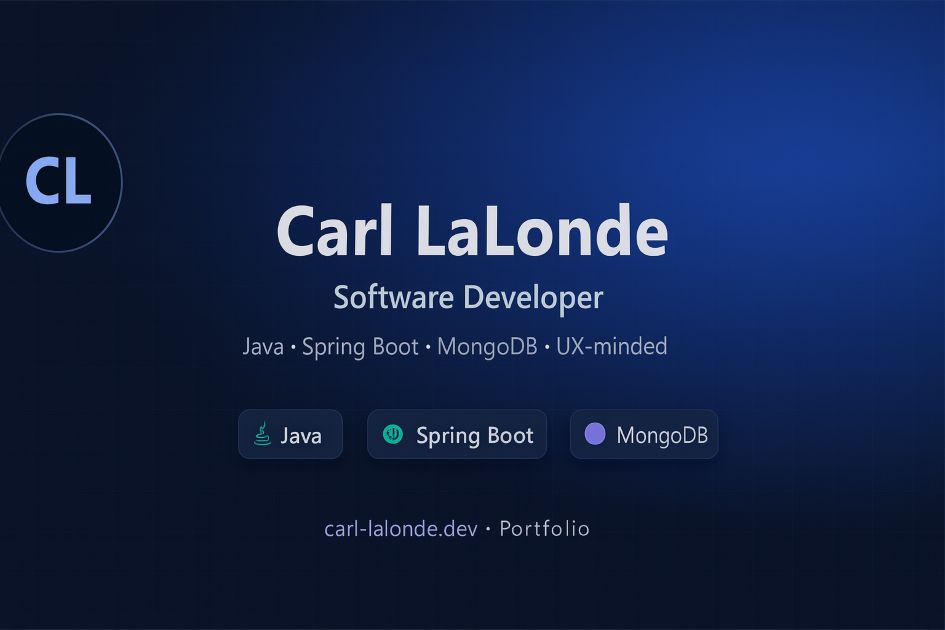 CL
Carl LaLonde
Software Developer
Java • Spring Boot • MongoDB • UX-minded
Java
Spring Boot
MongoDB
carl-lalonde.dev • Portfolio